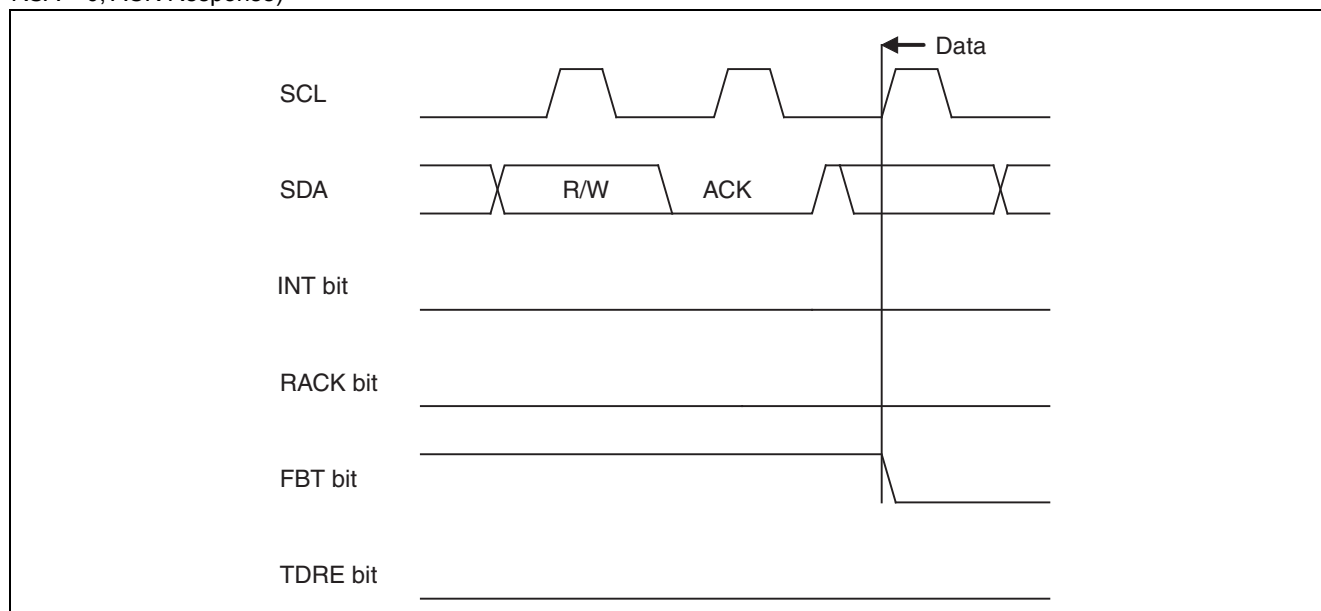 SCL
Data
SDA
R/W
ACK
INT bit
RACK bit
FBT bit
TDRE bit